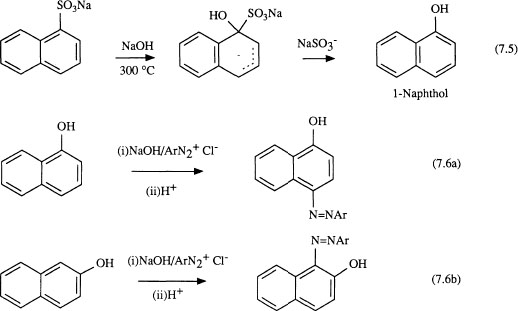 SO₃Na
HO SO₃Na
OH
NaOH
300 °C
-
NaSO₃⁻
(7.5)
1-Naphthol
OH
(i)NaOH/ArN₂⁺ Cl⁻
(ii)H⁺
OH
N=NAr
(7.6a)
OH
(i)NaOH/ArN₂⁺ Cl⁻
(ii)H⁺
N=NAr
OH
(7.6b)